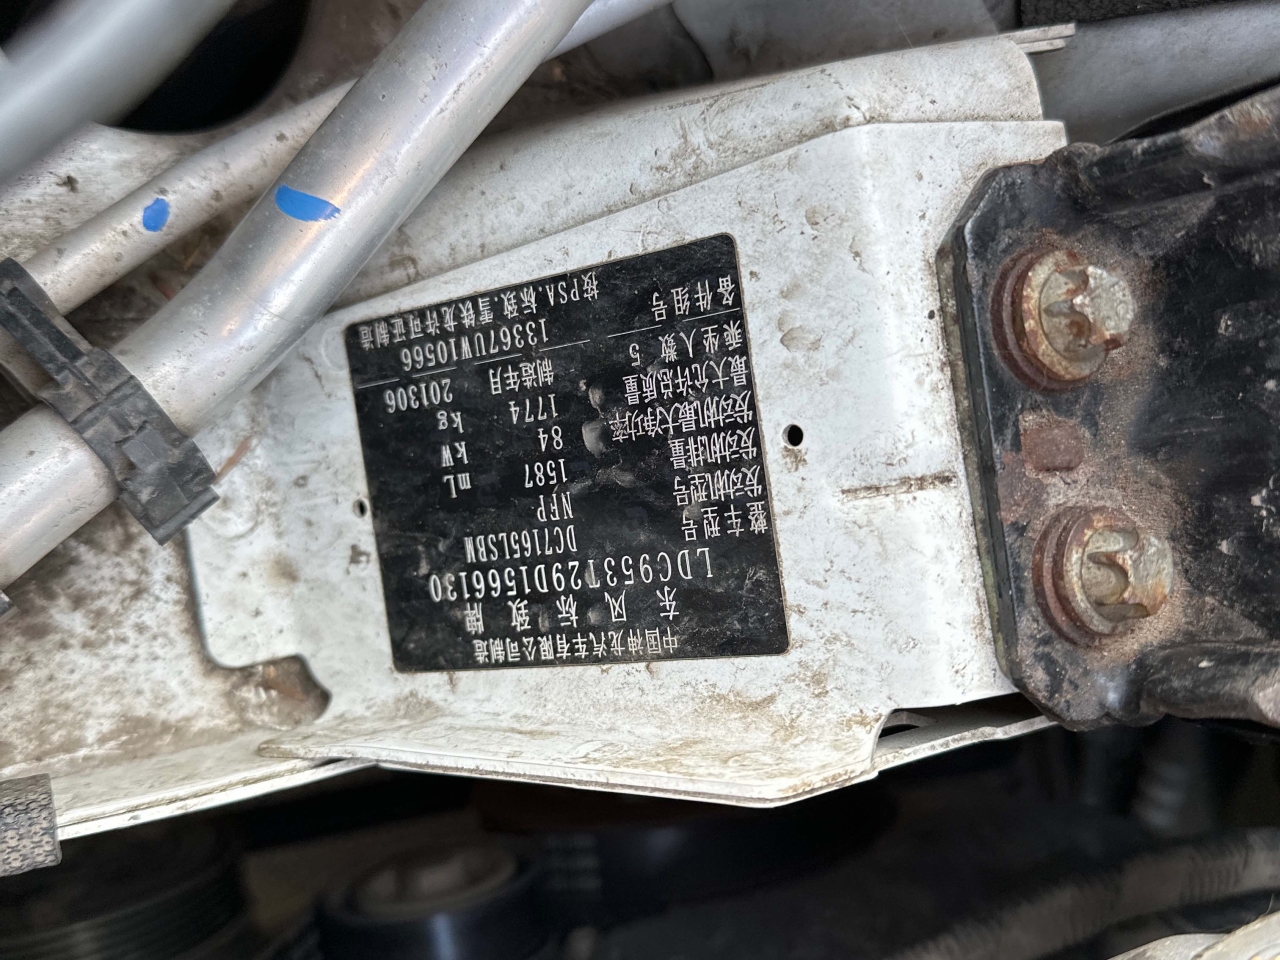 中国神龙汽车有限公司制造
东风标致牌
LDC953T29D1566130
整车型号 DC7165LSBM
发动机型号 NFP
发动机排量 1587 mL
发动机最大净功率 84 kW
最大允许总质量 1774 kg
乘坐人数 5 制造年月 201306
备件组号 13367UW10566
按PSA.标致.雪铁龙许可证制造